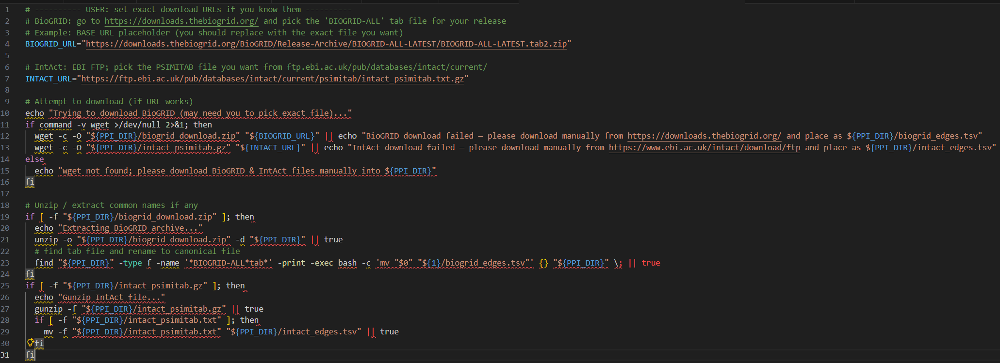 1 # ---------- USER: set exact download URLs if you know them ----------
2 # BioGRID: go to https://downloads.thebiogrid.org/ and pick the 'BIOGRID-ALL' tab file for your release
3 # Example: BASE URL placeholder (you should replace with the exact file you want)
4 BIOGRID_URL="https://downloads.thebiogrid.org/BioGRID/Release-Archive/BIOGRID-ALL-LATEST/BIOGRID-ALL-LATEST.tab2.zip"
5
6 # IntAct: EBI FTP; pick the PSIMITAB file you want from ftp.ebi.ac.uk/pub/databases/intact/current/
7 INTACT_URL="https://ftp.ebi.ac.uk/pub/databases/intact/current/psimitab/intact_psimitab.txt.gz"
8
9 # Attempt to download (if URL works)
10 echo "Trying to download BioGRID (may need you to pick exact file)..."
11 if command -v wget >/dev/null 2>&1; then
12   wget -c -O "${PPI_DIR}/biogrid_download.zip" "${BIOGRID_URL}" || echo "BioGRID download failed — please download manually from https://downloads.thebiogrid.org/ and place as ${PPI_DIR}/biogrid_edges.tsv"
13   wget -c -O "${PPI_DIR}/intact_psimitab.gz" "${INTACT_URL}" || echo "IntAct download failed — please download manually from https://www.ebi.ac.uk/intact/download/ftp and place as ${PPI_DIR}/intact_edges.tsv"
14 else
15   echo "wget not found; please download BioGRID & IntAct files manually into ${PPI_DIR}"
16 fi
17
18 # Unzip / extract common names if any
19 if [ -f "${PPI_DIR}/biogrid_download.zip" ]; then
20   echo "Extracting BioGRID archive..."
21   unzip -o "${PPI_DIR}/biogrid_download.zip" -d "${PPI_DIR}" || true
22   # find tab file and rename to canonical file
23   find "${PPI_DIR}" -type f -name '*BIOGRID-ALL*tab*' -print -exec bash -c 'mv "$0" "${1}/biogrid_edges.tsv"' {} "${PPI_DIR}" \; || true
24 fi
25 if [ -f "${PPI_DIR}/intact_psimitab.gz" ]; then
26   echo "Gunzip IntAct file..."
27   gunzip -f "${PPI_DIR}/intact_psimitab.gz" || true
28   if [ -f "${PPI_DIR}/intact_psimitab.txt" ]; then
29     mv -f "${PPI_DIR}/intact_psimitab.txt" "${PPI_DIR}/intact_edges.tsv" || true
30   fi
31 fi